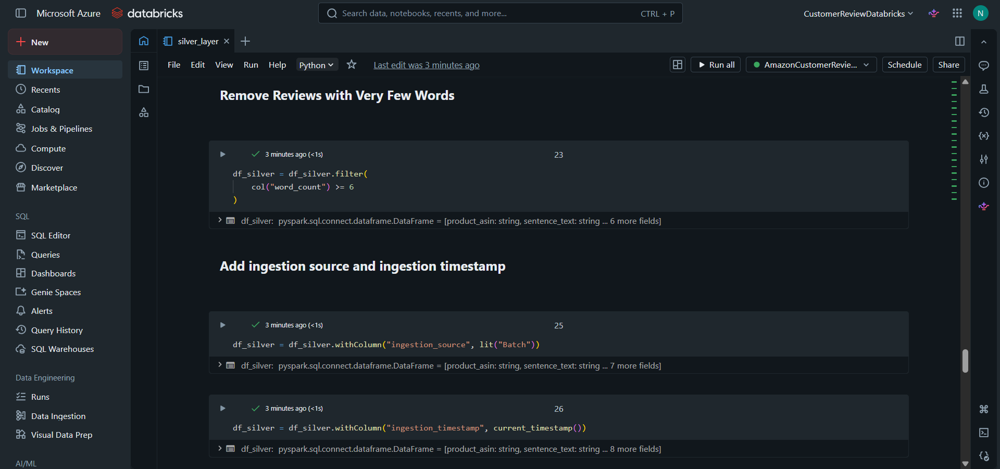 Microsoft Azure databricks
Search data, notebooks, recents, and more... CTRL + P
CustomerReviewDatabricks
N
New
Workspace
Recents
Catalog
Jobs & Pipelines
Compute
Discover
Marketplace
SQL
SQL Editor
Queries
Dashboards
Genie Spaces
Alerts
Query History
SQL Warehouses
Data Engineering
Runs
Data Ingestion
Visual Data Prep
AI/ML
silver_layer
File Edit View Run Help Python Last edit was 3 minutes ago
Run all AmazonCustomerRevie... Schedule Share
Remove Reviews with Very Few Words
3 minutes ago (<1s) 23
df_silver = df_silver.filter(
col("word_count") >= 6
)
df_silver: pyspark.sql.connect.dataframe.DataFrame = [product_asin: string, sentence_text: string ... 6 more fields]
Add ingestion source and ingestion timestamp
3 minutes ago (<1s) 25
df_silver = df_silver.withColumn("ingestion_source", lit("Batch"))
df_silver: pyspark.sql.connect.dataframe.DataFrame = [product_asin: string, sentence_text: string ... 7 more fields]
3 minutes ago (<1s) 26
df_silver = df_silver.withColumn("ingestion_timestamp", current_timestamp())
df_silver: pyspark.sql.connect.dataframe.DataFrame = [product_asin: string, sentence_text: string ... 8 more fields]